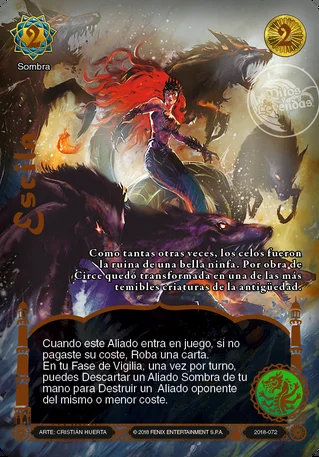 2
2
Sombra
Mitos y Leyendas
Escila
Como tantas otras veces, los celos fueron
la ruina de una bella ninfa. Por obra de
Circe quedó transformada en una de las más
temibles criaturas de la antigüedad.
Cuando este Aliado entra en juego, si no
pagaste su coste, Roba una carta.
En tu Fase de Vigilia, una vez por turno,
puedes Descartar un Aliado Sombra de tu
mano para Destruir un Aliado oponente
del mismo o menor coste.
ARTE: CRISTIÁN HUERTA
© 2018 FENIX ENTERTAINMENT S.P.A.
2018-072